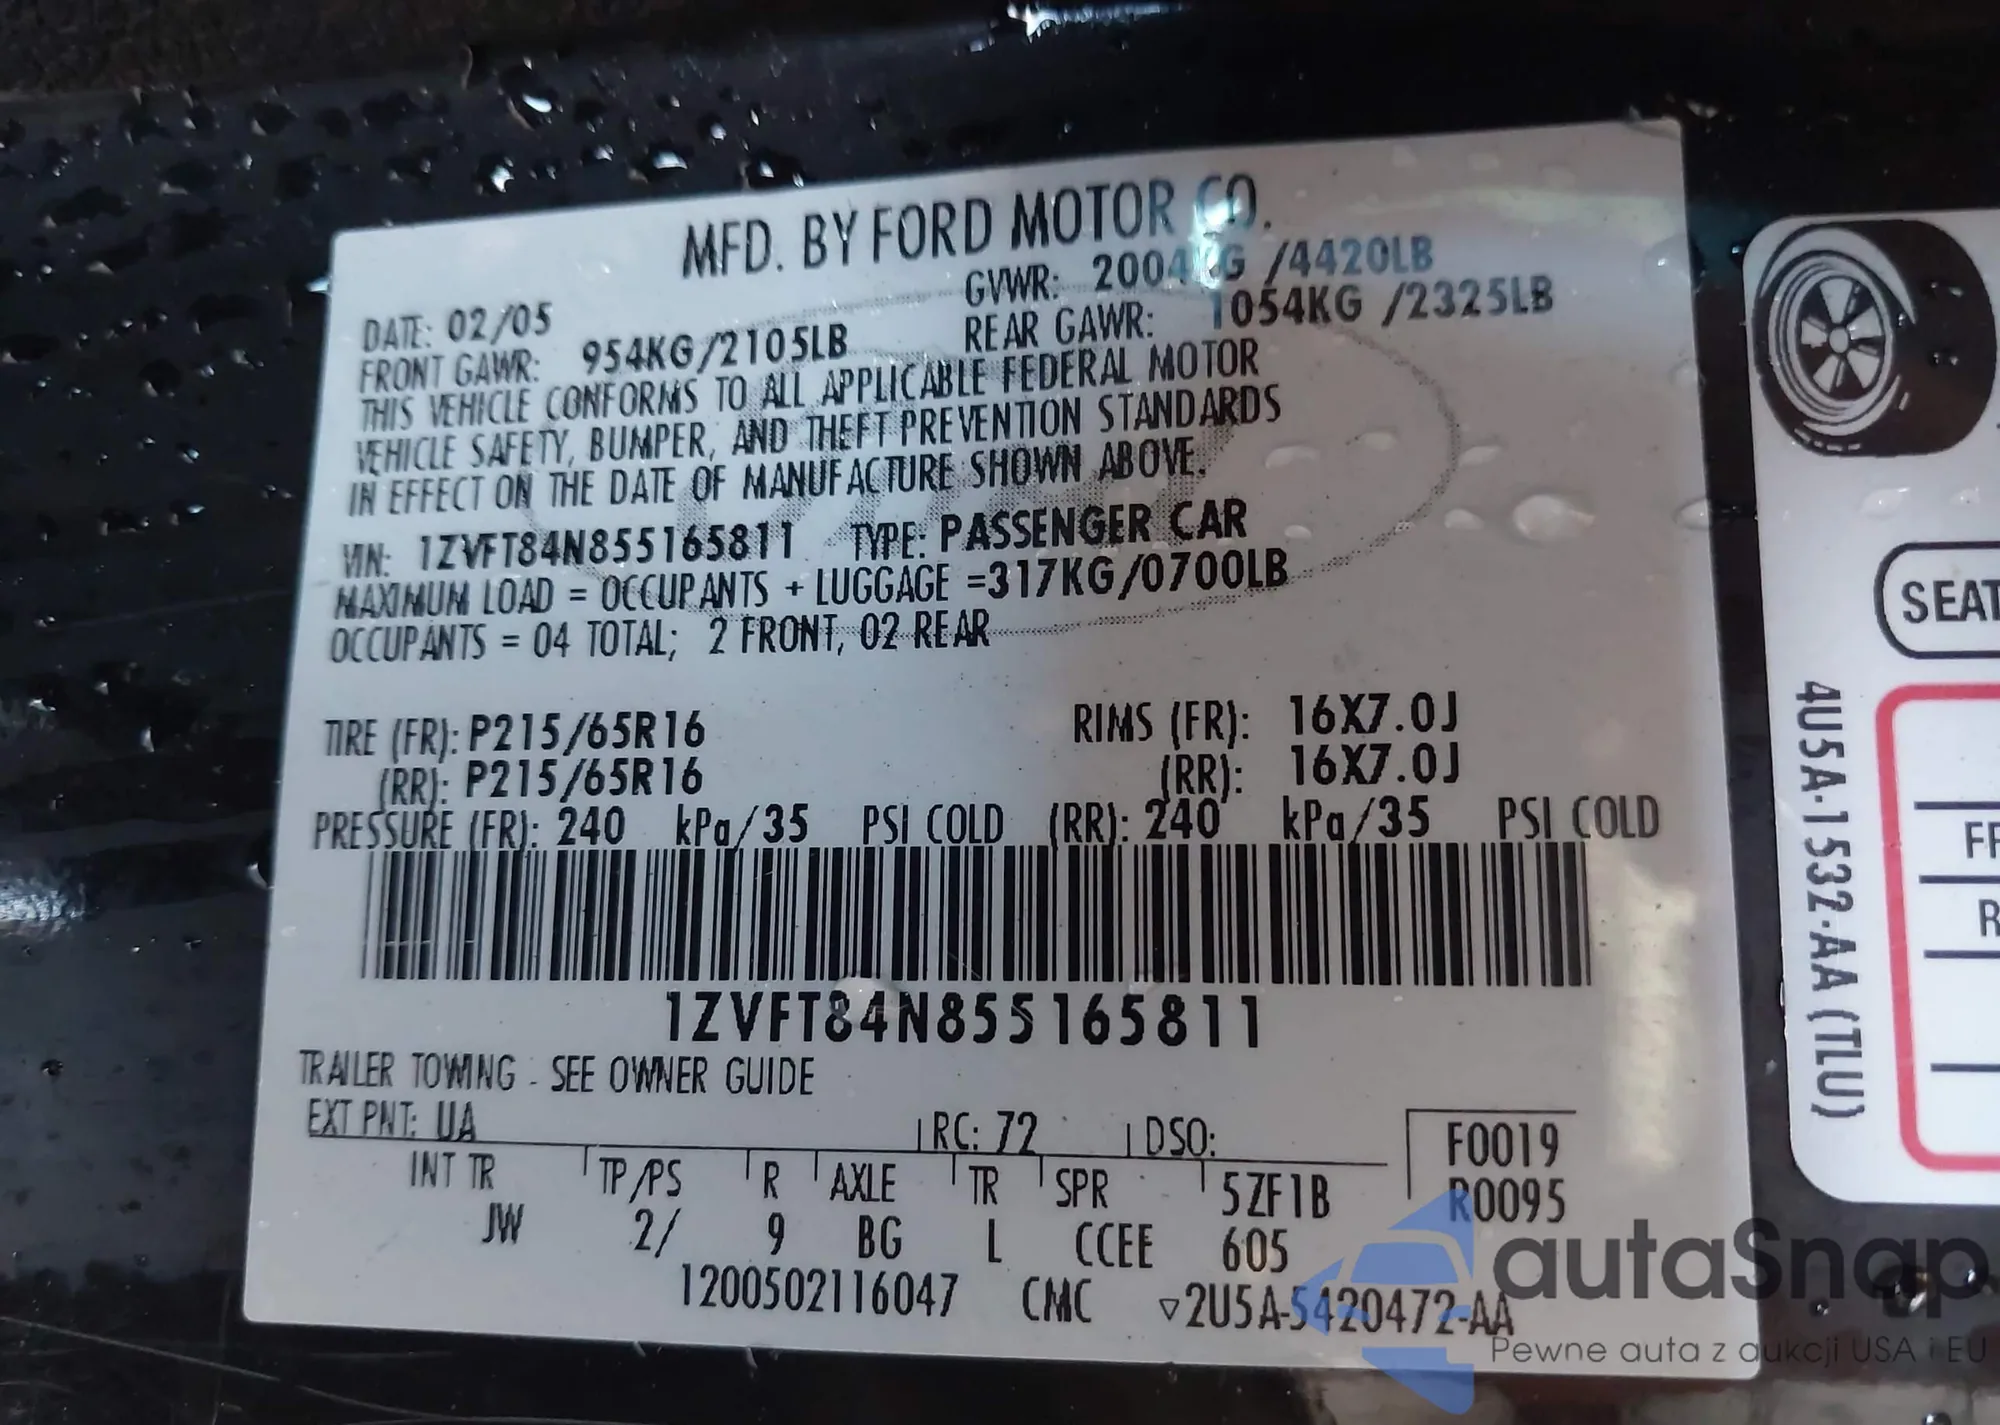 MFD. BY FORD MOTOR CO.
DATE: 02/05 GVWR: 2004KG /4420LB
FRONT GAWR: 954KG/2105LB REAR GAWR: 1054KG /2325LB
THIS VEHICLE CONFORMS TO ALL APPLICABLE FEDERAL MOTOR
VEHICLE SAFETY, BUMPER, AND THEFT PREVENTION STANDARDS
IN EFFECT ON THE DATE OF MANUFACTURE SHOWN ABOVE.
VIN: 1ZVFT84N855165811 TYPE: PASSENGER CAR
MAXIMUM LOAD = OCCUPANTS + LUGGAGE =317KG/0700LB
OCCUPANTS = 04 TOTAL; 2 FRONT, 02 REAR
TIRE (FR): P215/65R16 RIMS (FR): 16X7.0J
(RR): P215/65R16 (RR): 16X7.0J
PRESSURE (FR): 240 kPa/35 PSI COLD (RR): 240 kPa/35 PSI COLD
1ZVFT84N855165811
TRAILER TOWING - SEE OWNER GUIDE
EXT PNT: UA RC: 72 DSO: F0019
INT TR TP/PS R AXLE TR SPR 5ZF1B R0095
JW 2/ 9 BG L CCEE 605
1200502116047 CMC ▽2U5A-5420472-AA
SEAT
4U5A-1532-AA (TLU)
autaSnap
Pewne auta z aukcji USA i EU